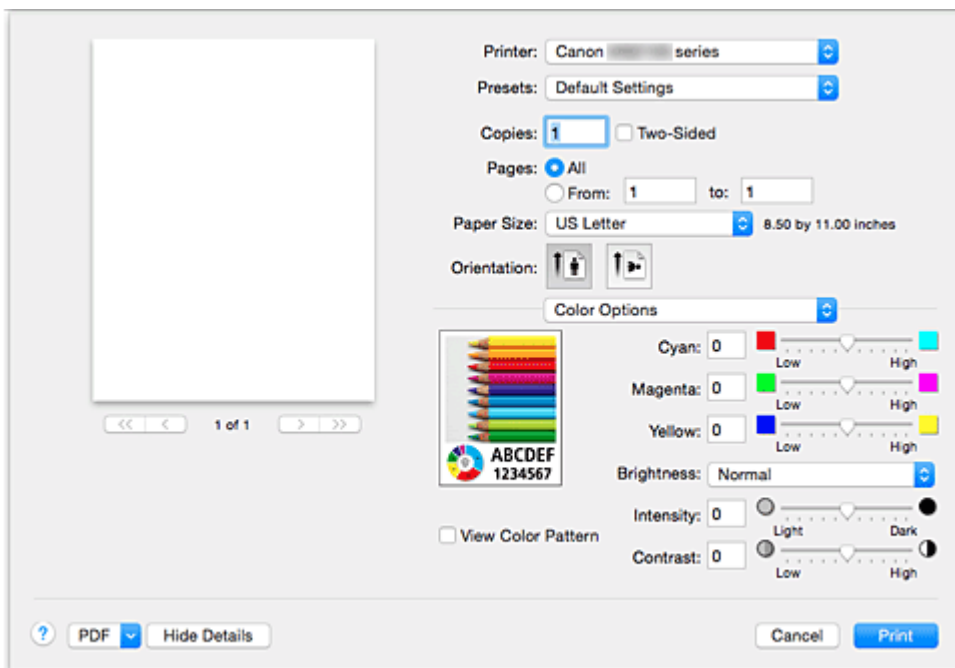 Printer: Canon series
Presets: Default Settings
Copies: 1 Two-Sided
Pages: All
From: 1 to: 1
Paper Size: US Letter 8.50 by 11.00 inches
Orientation:
Color Options
Cyan: 0
Low High
Magenta: 0
Low High
Yellow: 0
Low High
ABCDEF
1234567
Brightness: Normal
Intensity: 0
Light Dark
View Color Pattern
Contrast: 0
Low High
<< < 1 of 1 > >>
? PDF Hide Details Cancel Print